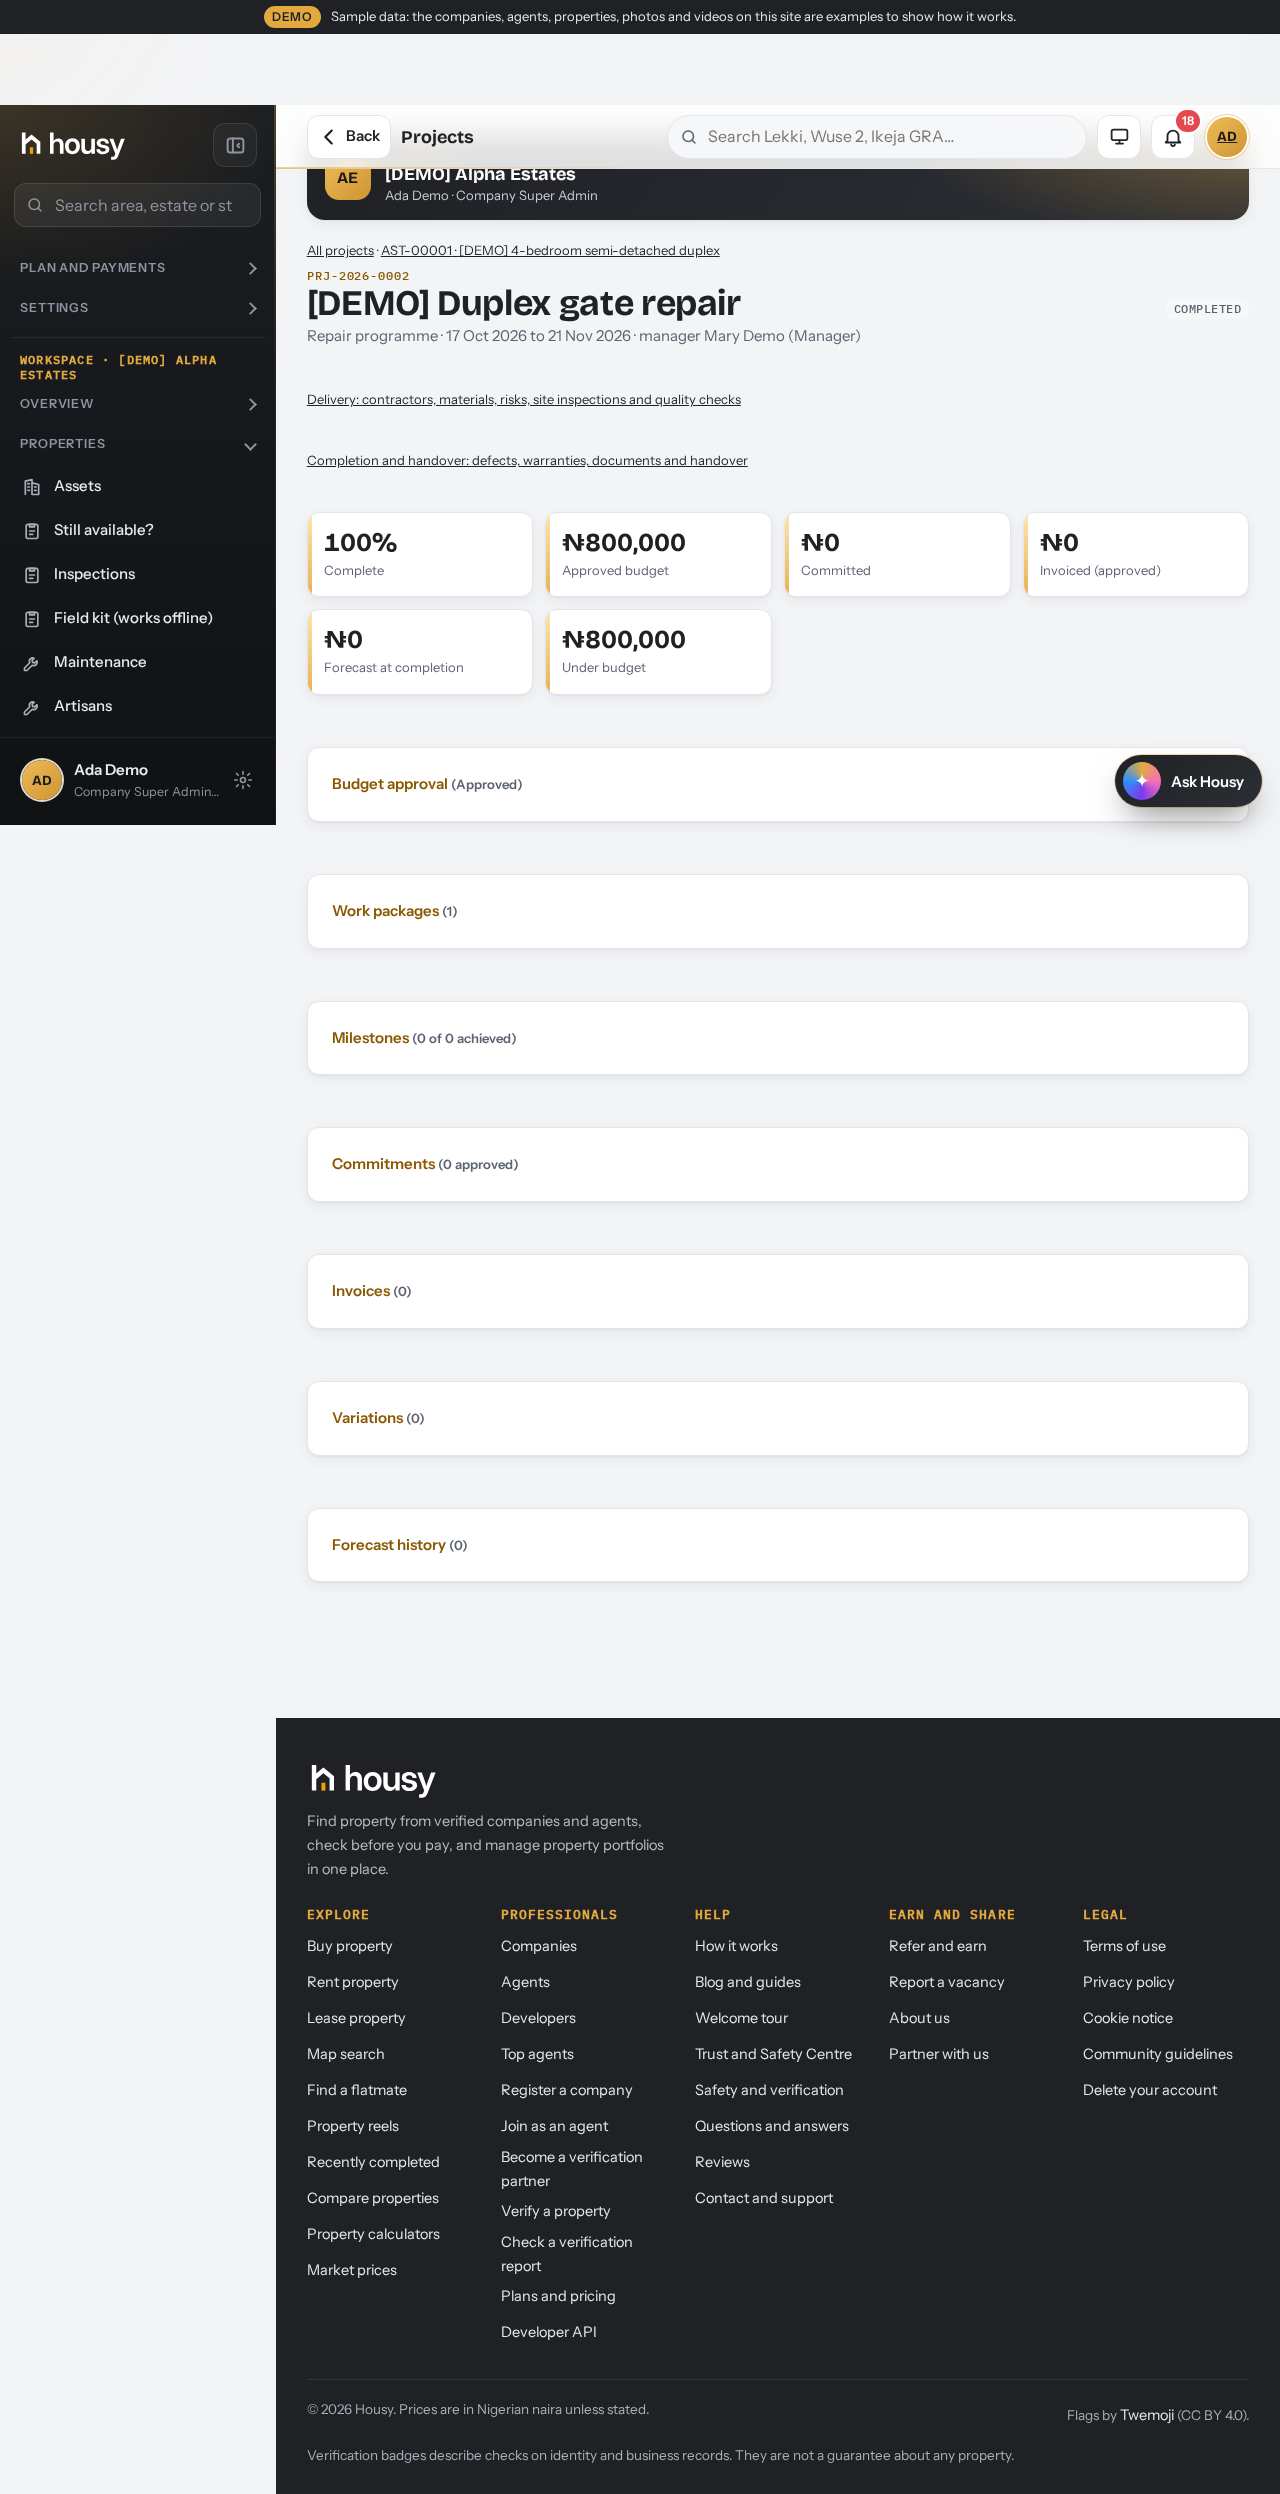 DEMO Sample data: the companies, agents, properties, photos and videos on this site are examples to show how it works.
housy
Search area, estate or st
PLAN AND PAYMENTS
SETTINGS
WORKSPACE · [DEMO] ALPHA
ESTATES
OVERVIEW
PROPERTIES
Assets
Still available?
Inspections
Field kit (works offline)
Maintenance
Artisans
AD
Ada Demo
Company Super Admin...
Back
Projects
Search Lekki, Wuse 2, Ikeja GRA...
18
AD
AE
[DEMO] Alpha Estates
Ada Demo · Company Super Admin
All projects · AST-00001 · [DEMO] 4-bedroom semi-detached duplex
PRJ-2026-0002
[DEMO] Duplex gate repair
COMPLETED
Repair programme · 17 Oct 2026 to 21 Nov 2026 · manager Mary Demo (Manager)
Delivery: contractors, materials, risks, site inspections and quality checks
Completion and handover: defects, warranties, documents and handover
100%
Complete
₦800,000
Approved budget
₦0
Committed
₦0
Invoiced (approved)
₦0
Forecast at completion
₦800,000
Under budget
Budget approval (Approved)
Ask Housy
Work packages (1)
Milestones (0 of 0 achieved)
Commitments (0 approved)
Invoices (0)
Variations (0)
Forecast history (0)
housy
Find property from verified companies and agents,
check before you pay, and manage property portfolios
in one place.
EXPLORE
Buy property
Rent property
Lease property
Map search
Find a flatmate
Property reels
Recently completed
Compare properties
Property calculators
Market prices
PROFESSIONALS
Companies
Agents
Developers
Top agents
Register a company
Join as an agent
Become a verification
partner
Verify a property
Check a verification
report
Plans and pricing
Developer API
HELP
How it works
Blog and guides
Welcome tour
Trust and Safety Centre
Safety and verification
Questions and answers
Reviews
Contact and support
EARN AND SHARE
Refer and earn
Report a vacancy
About us
Partner with us
LEGAL
Terms of use
Privacy policy
Cookie notice
Community guidelines
Delete your account
© 2026 Housy. Prices are in Nigerian naira unless stated.
Flags by Twemoji (CC BY 4.0).
Verification badges describe checks on identity and business records. They are not a guarantee about any property.